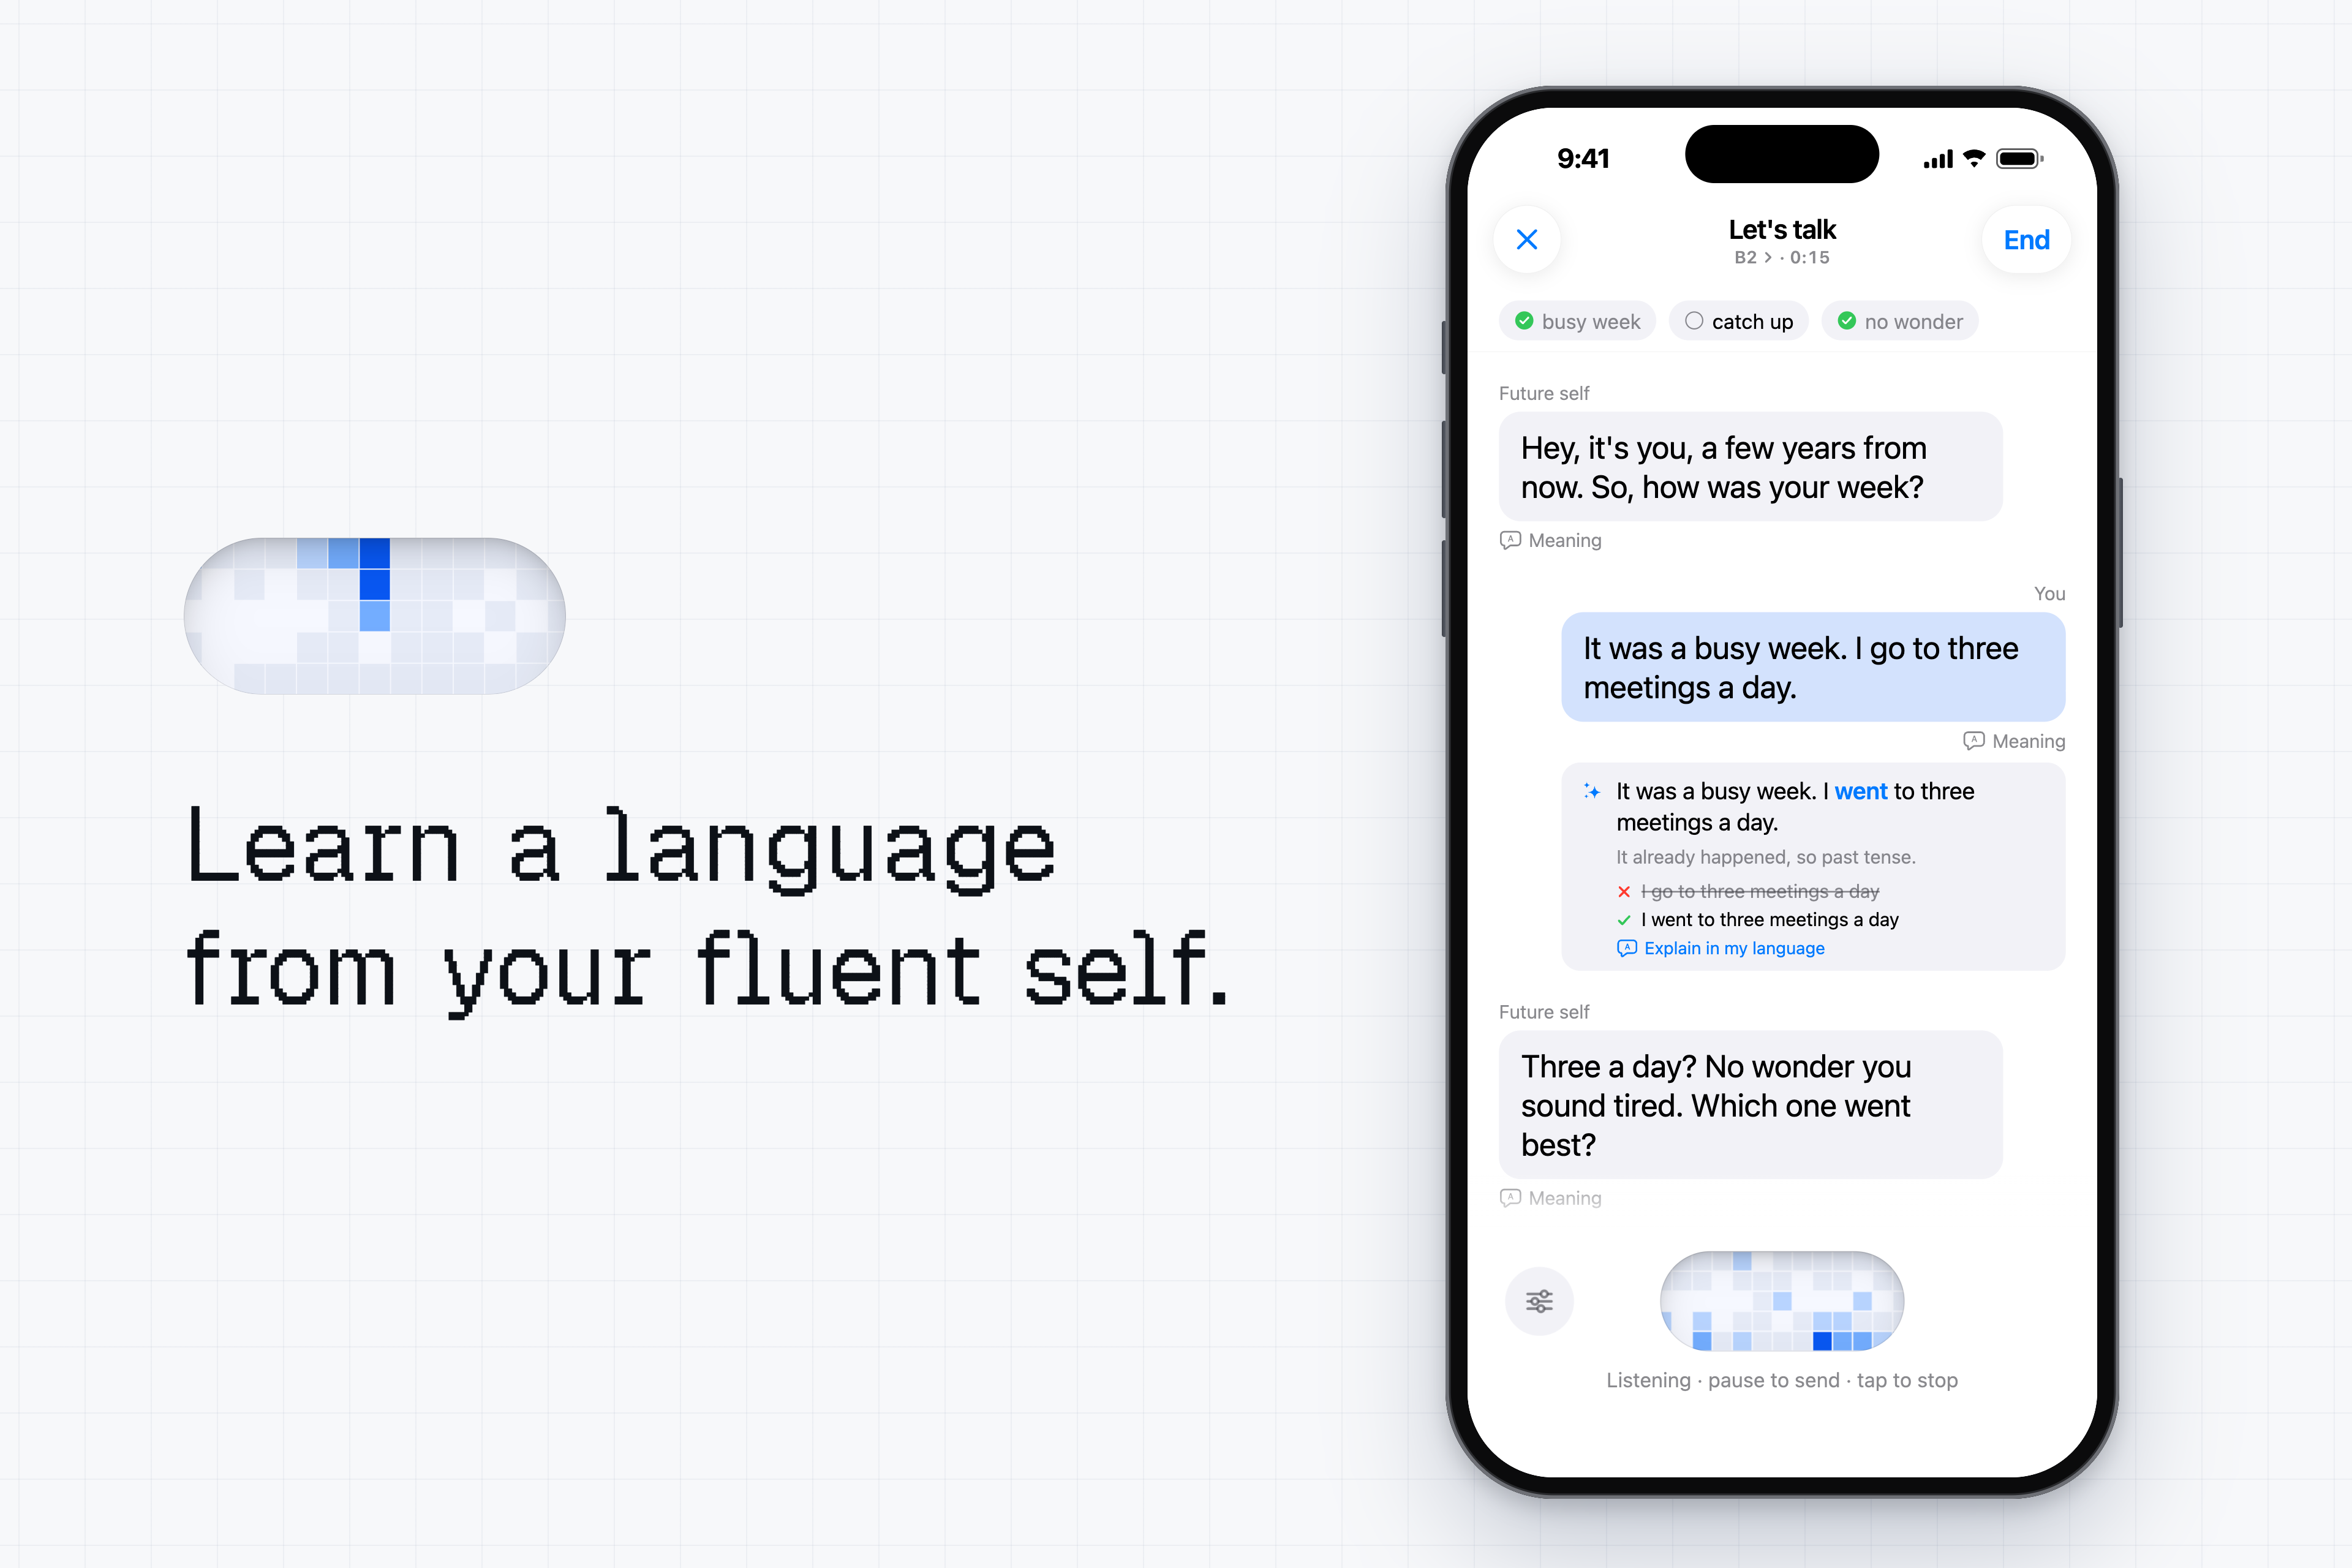 Learn a language
from your fluent self.
9:41
Let's talk
B2 > · 0:15
End
busy week
catch up
no wonder
Future self
Hey, it's you, a few years from
now. So, how was your week?
Meaning
You
It was a busy week. I go to three
meetings a day.
Meaning
It was a busy week. I went to three
meetings a day.
It already happened, so past tense.
I go to three meetings a day
I went to three meetings a day
Explain in my language
Future self
Three a day? No wonder you
sound tired. Which one went
best?
Meaning
Listening · pause to send · tap to stop